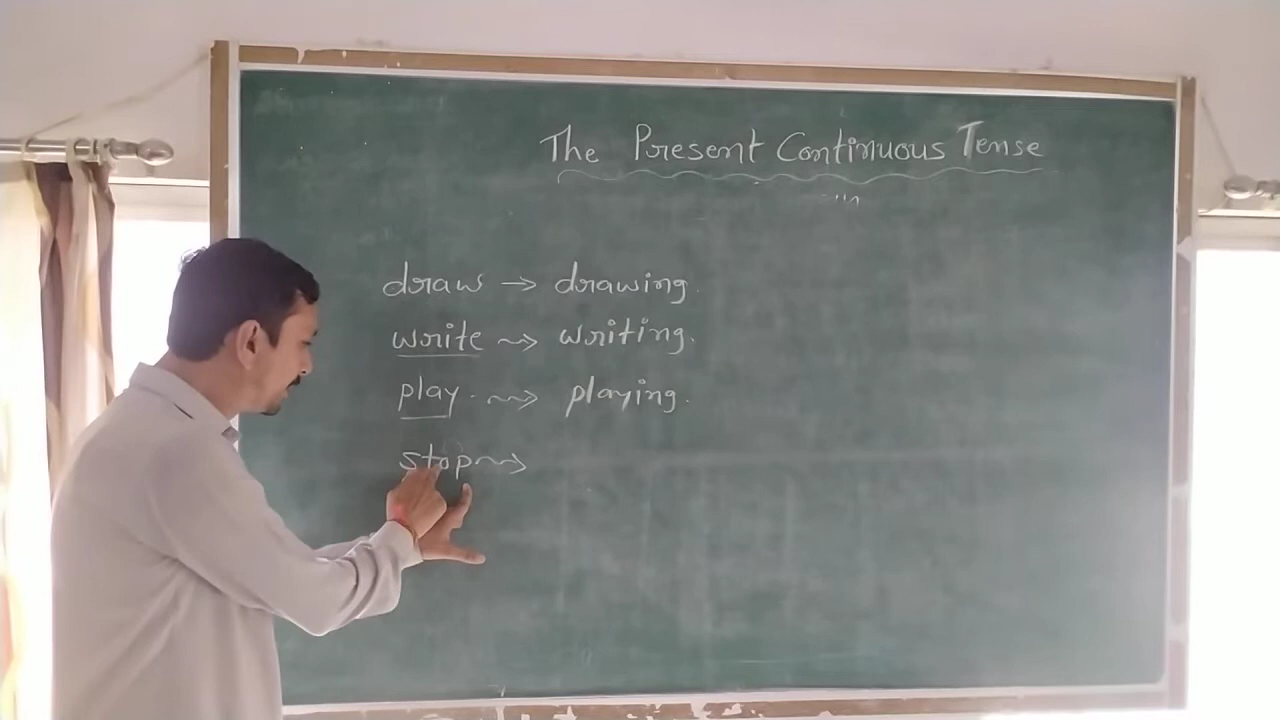 The Present Continuous Tense
draw → drawing.
write ⇝ writing.
play. ⇝ playing.
stop ⇝